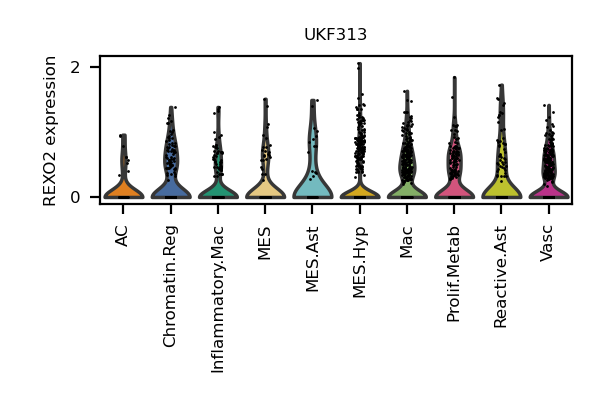 UKF313
REXO2 expression
2
0
AC
Chromatin.Reg
Inflammatory.Mac
MES
MES.Ast
MES.Hyp
Mac
Prolif.Metab
Reactive.Ast
Vasc